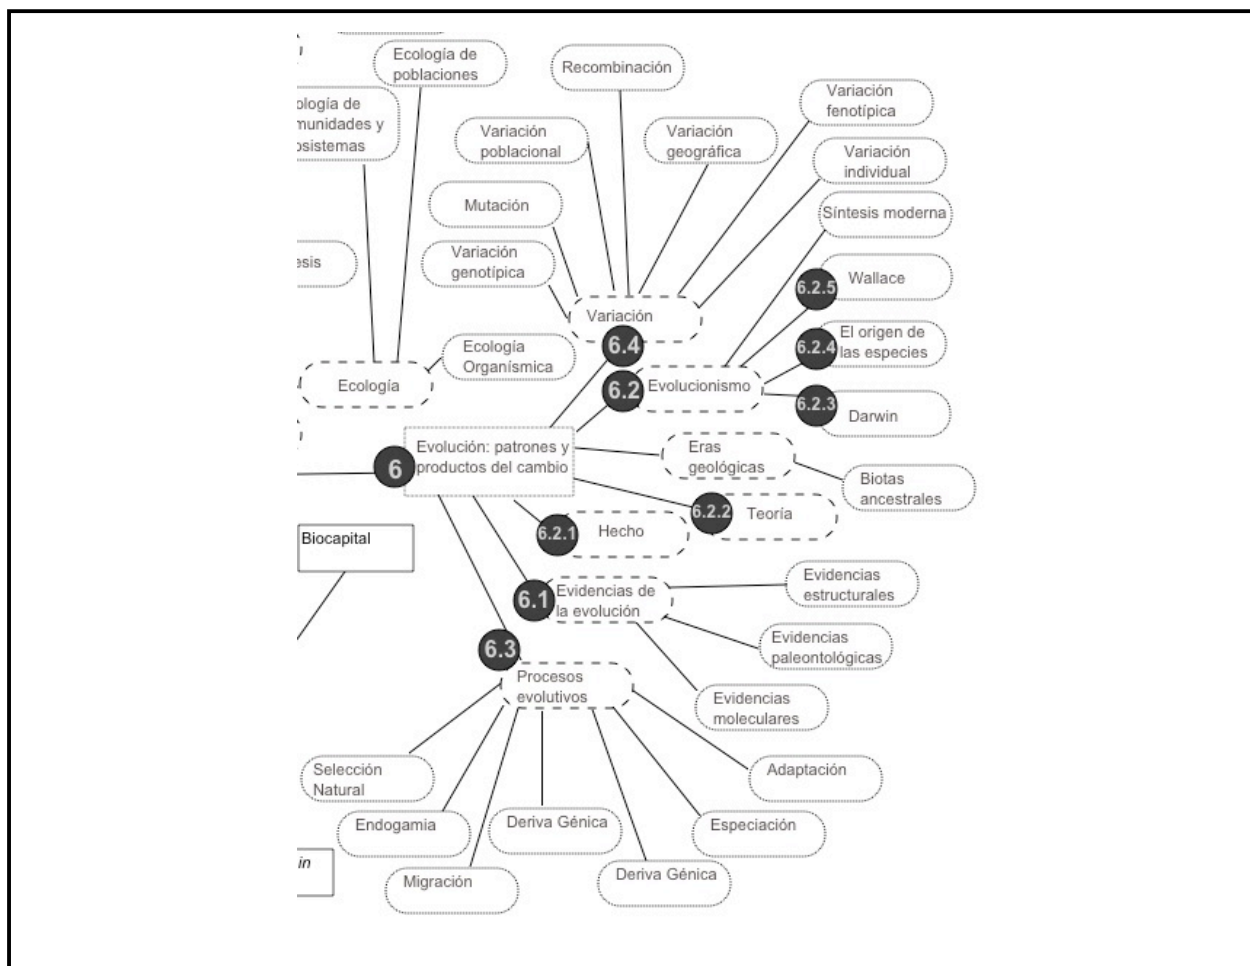 Ecología de
poblaciones
Recombinación
Variación
fenotípica
ología de
munidades y
osistemas
Variación
poblacional
Variación
geográfica
Variación
individual
Mutación
Síntesis moderna
Variación
genotípica
esis
Wallace
6.2.5
Variación
6.4
El origen de
las especies
6.2.4
Ecología
Organísmica
Ecología
6.2
Evolucionismo
6.2.3
Darwin
6
Evolución: patrones y
productos del cambio
Eras
geológicas
Biotas
ancestrales
6.2.2
Teoría
6.2.1
Hecho
Biocapital
6.1
Evidencias de
la evolución
Evidencias
estructurales
Evidencias
paleontológicas
6.3
Procesos
evolutivos
Evidencias
moleculares
Selección
Natural
Adaptación
Endogamia
Deriva Génica
Especiación
in
Migración
Deriva Génica